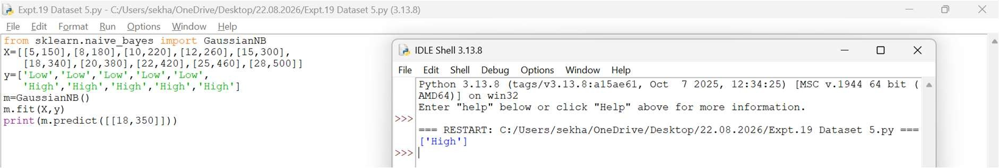 Expt.19 Dataset 5.py - C:/Users/sekha/OneDrive/Desktop/22.08.2026/Expt.19 Dataset 5.py (3.13.8)
File Edit Format Run Options Window Help
from sklearn.naive_bayes import GaussianNB
X=[[5,150],[8,180],[10,220],[12,260],[15,300],
[18,340],[20,380],[22,420],[25,460],[28,500]]
y=['Low','Low','Low','Low','Low',
'High','High','High','High','High']
m=GaussianNB()
m.fit(X,y)
print(m.predict([[18,350]]))
IDLE Shell 3.13.8
File Edit Shell Debug Options Window Help
Python 3.13.8 (tags/v3.13.8:a15ae61, Oct  7 2025, 12:34:25) [MSC v.1944 64 bit (
AMD64)] on win32
Enter "help" below or click "Help" above for more information.
>>>
=== RESTART: C:/Users/sekha/OneDrive/Desktop/22.08.2026/Expt.19 Dataset 5.py ===
['High']
>>>